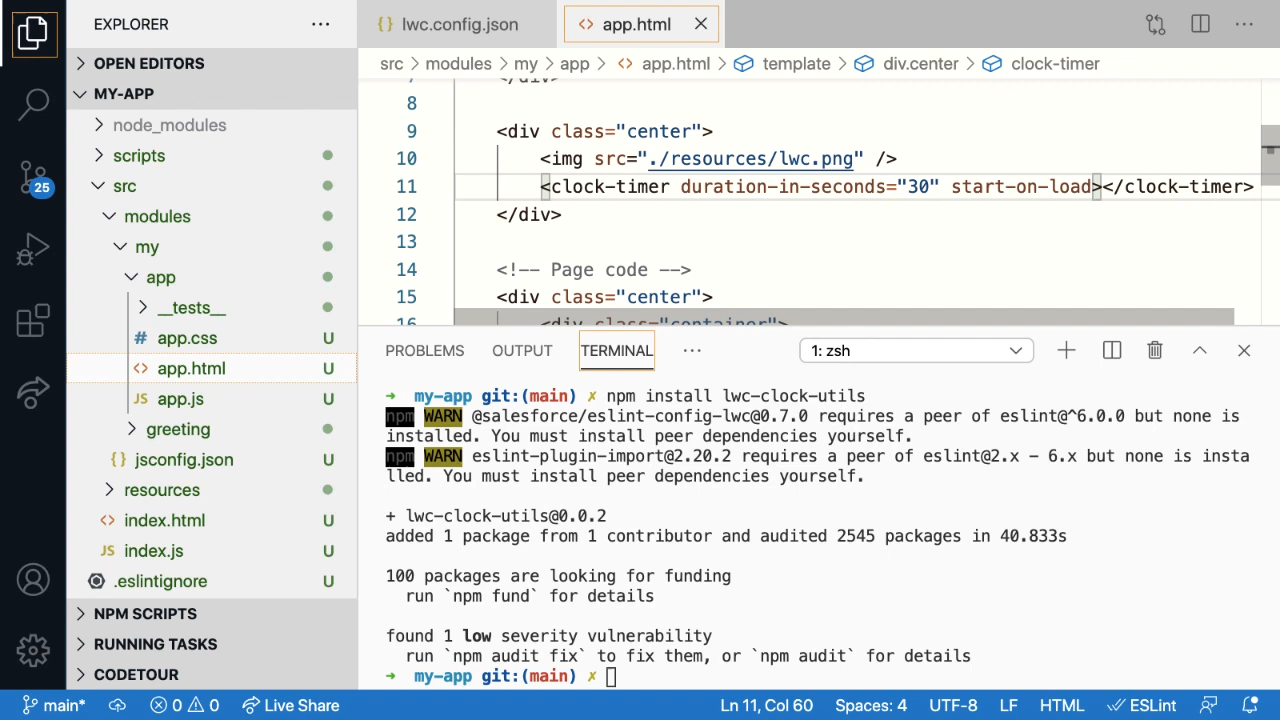 EXPLORER
OPEN EDITORS
MY-APP
node_modules
scripts
src
modules
my
app
__tests__
# app.css U
<> app.html U
JS app.js U
greeting
{} jsconfig.json U
resources
<> index.html U
JS index.js U
.eslintignore U
NPM SCRIPTS
RUNNING TASKS
CODETOUR
25
{} lwc.config.json
<> app.html
src > modules > my > app > <> app.html > template > div.center > clock-timer
</div>
8
9 <div class="center">
10 <img src="./resources/lwc.png" />
11 <clock-timer duration-in-seconds="30" start-on-load></clock-timer>
12 </div>
13
14 <!-- Page code -->
15 <div class="center">
16 <div class="container">
PROBLEMS OUTPUT TERMINAL ··· 1: zsh
→ my-app git:(main) ✗ npm install lwc-clock-utils
npm WARN @salesforce/eslint-config-lwc@0.7.0 requires a peer of eslint@^6.0.0 but none is
installed. You must install peer dependencies yourself.
npm WARN eslint-plugin-import@2.20.2 requires a peer of eslint@2.x - 6.x but none is insta
lled. You must install peer dependencies yourself.
+ lwc-clock-utils@0.0.2
added 1 package from 1 contributor and audited 2545 packages in 40.833s
100 packages are looking for funding
run `npm fund` for details
found 1 low severity vulnerability
run `npm audit fix` to fix them, or `npm audit` for details
→ my-app git:(main) ✗
main* 0 0 Live Share Ln 11, Col 60 Spaces: 4 UTF-8 LF HTML ESLint